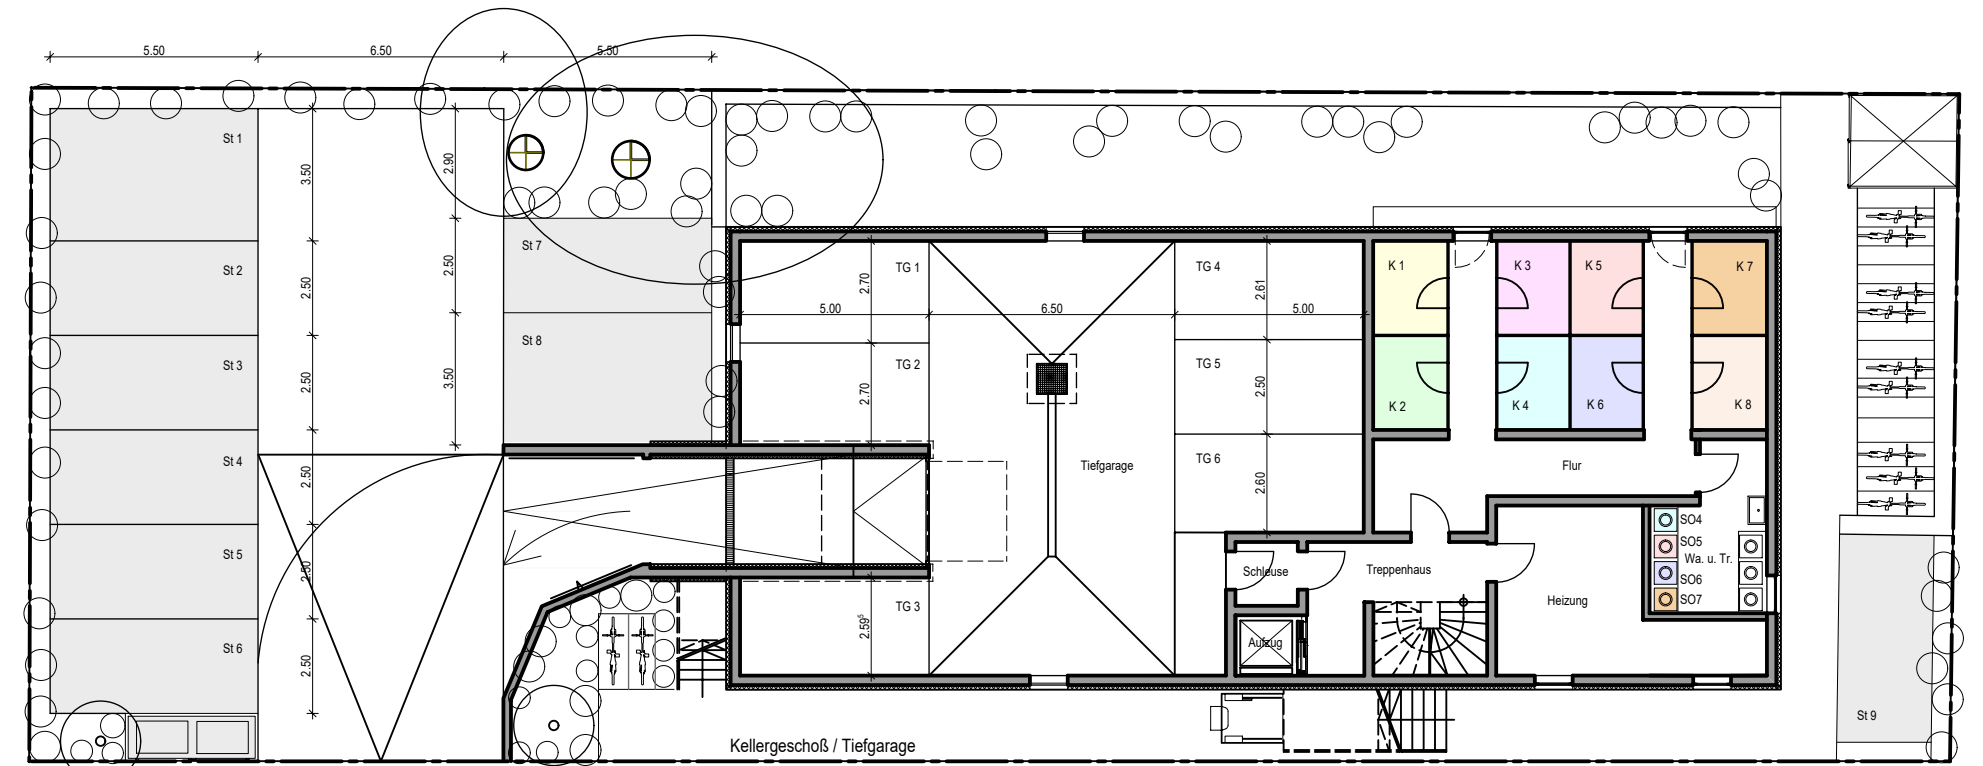 5.50
6.50
5.50
St 1
St 2
St 3
St 4
St 5
St 6
3.50
2.50
2.50
2.50
2.50
2.50
2.90
2.50
3.50
St 7
St 8
TG 1
TG 2
TG 3
2.70
2.70
2.59⁵
5.00
6.50
5.00
Tiefgarage
TG 4
TG 5
TG 6
2.61
2.50
2.60
K 1
K 2
K 3
K 4
K 5
K 6
K 7
K 8
Flur
Schleuse
Treppenhaus
Aufzug
Heizung
SO4
SO5
Wa. u. Tr.
SO6
SO7
St 9
Kellergeschoß / Tiefgarage